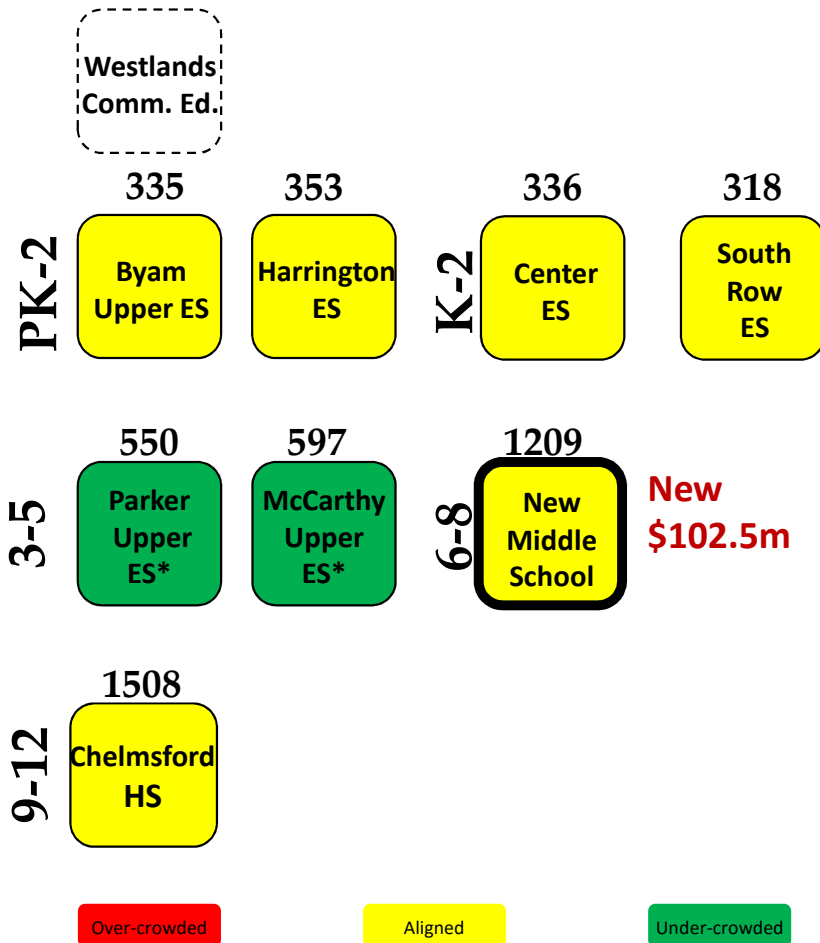 Westlands
Comm. Ed.
335
353
336
318
PK-2
Byam
Upper ES
Harrington
ES
K-2
Center
ES
South
Row
ES
550
597
1209
3-5
Parker
Upper
ES*
McCarthy
Upper
ES*
6-8
New
Middle
School
New
$102.5m
1508
9-12
Chelmsford
HS
Over-crowded
Aligned
Under-crowded